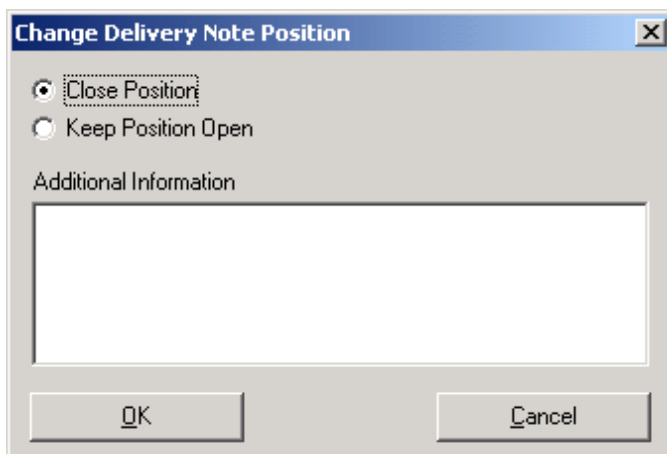 Change Delivery Note Position
Close Position
Keep Position Open
Additional Information
OK
Cancel